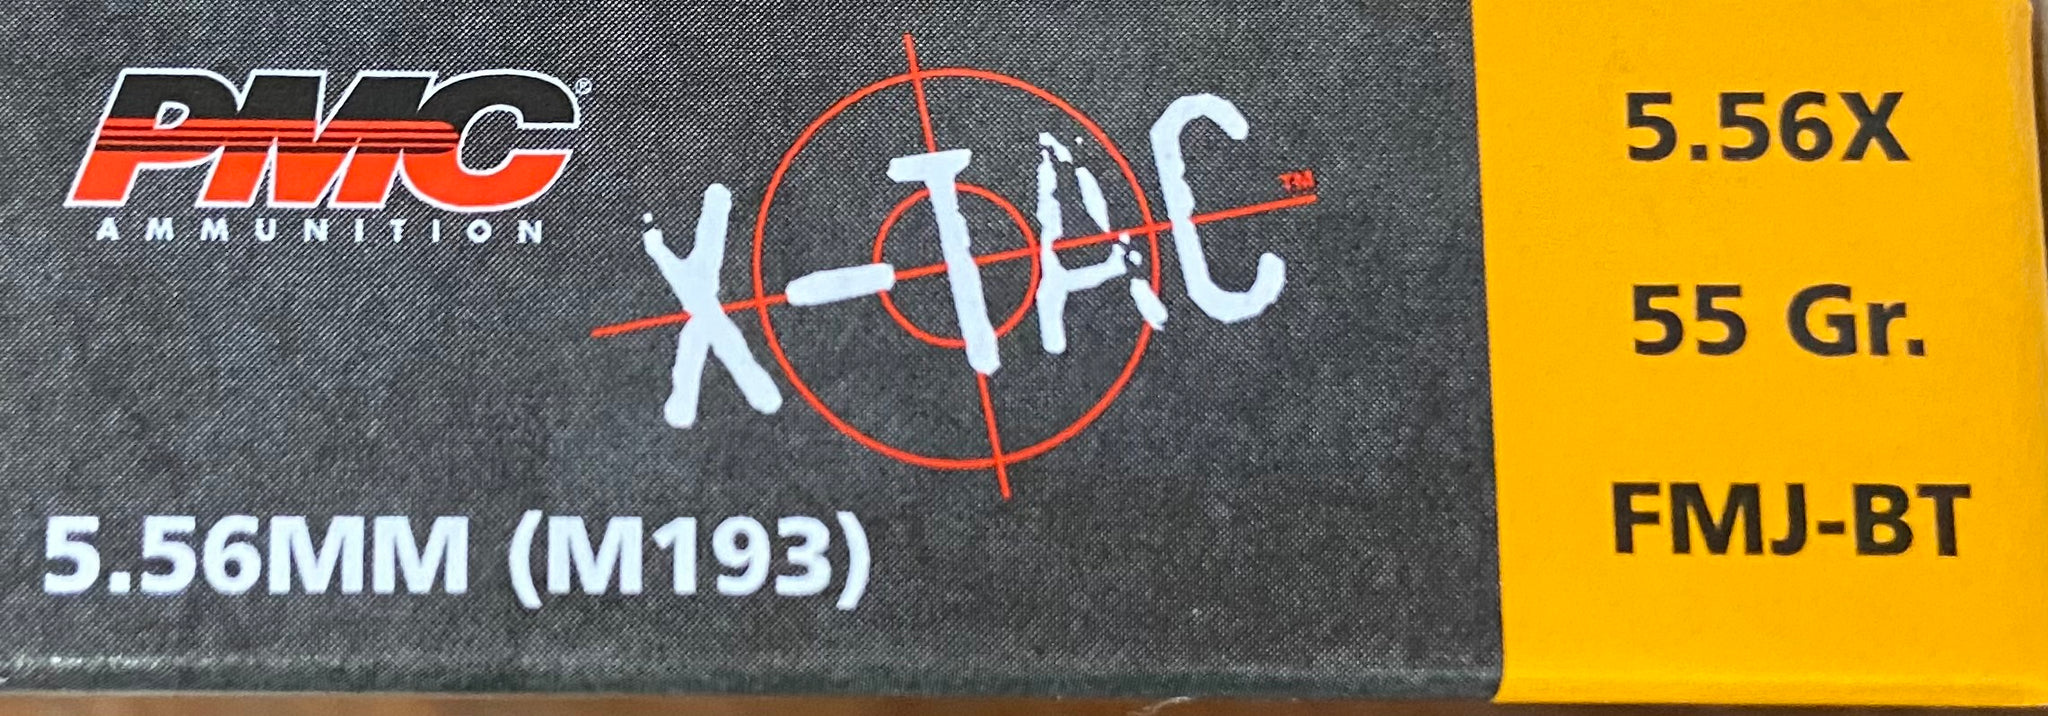 PMC®
AMMUNITION
X-TAC™
5.56MM (M193)
5.56X
55 Gr.
FMJ-BT